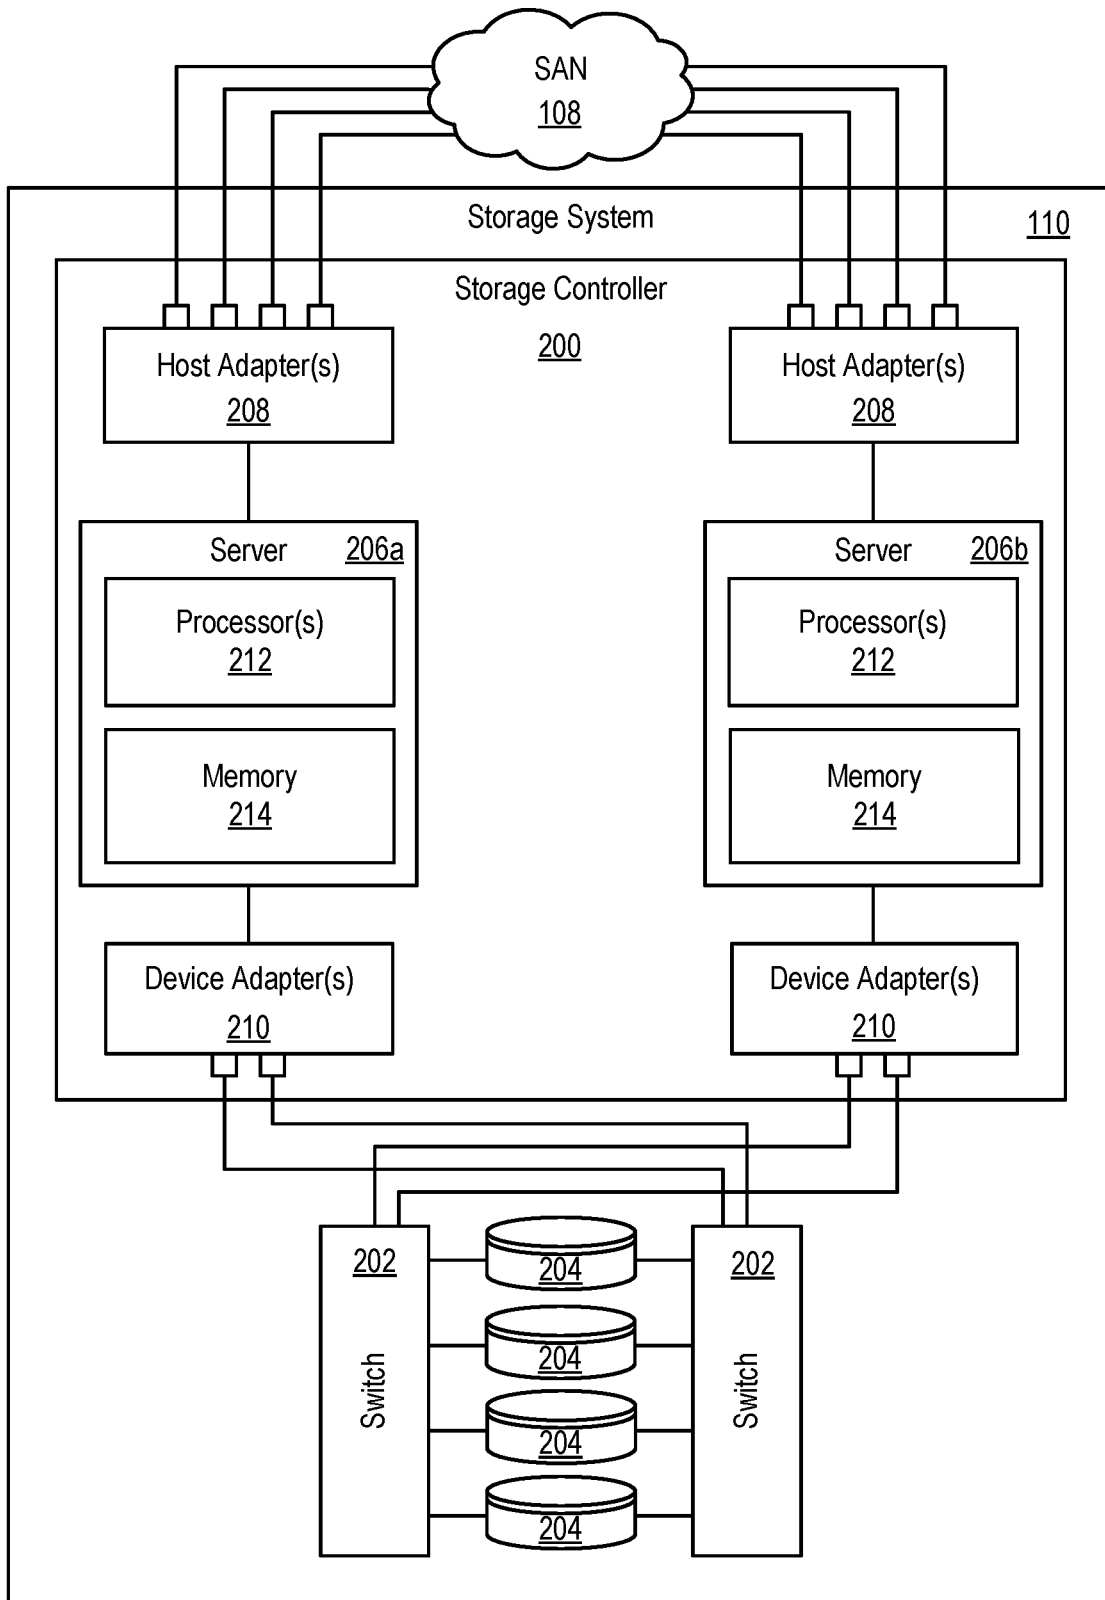 SAN
108
Storage System
110
Storage Controller
200
Host Adapter(s)
208
Host Adapter(s)
208
Server
206a
Processor(s)
212
Memory
214
Server
206b
Processor(s)
212
Memory
214
Device Adapter(s)
210
Device Adapter(s)
210
202
Switch
204
204
204
204
202
Switch